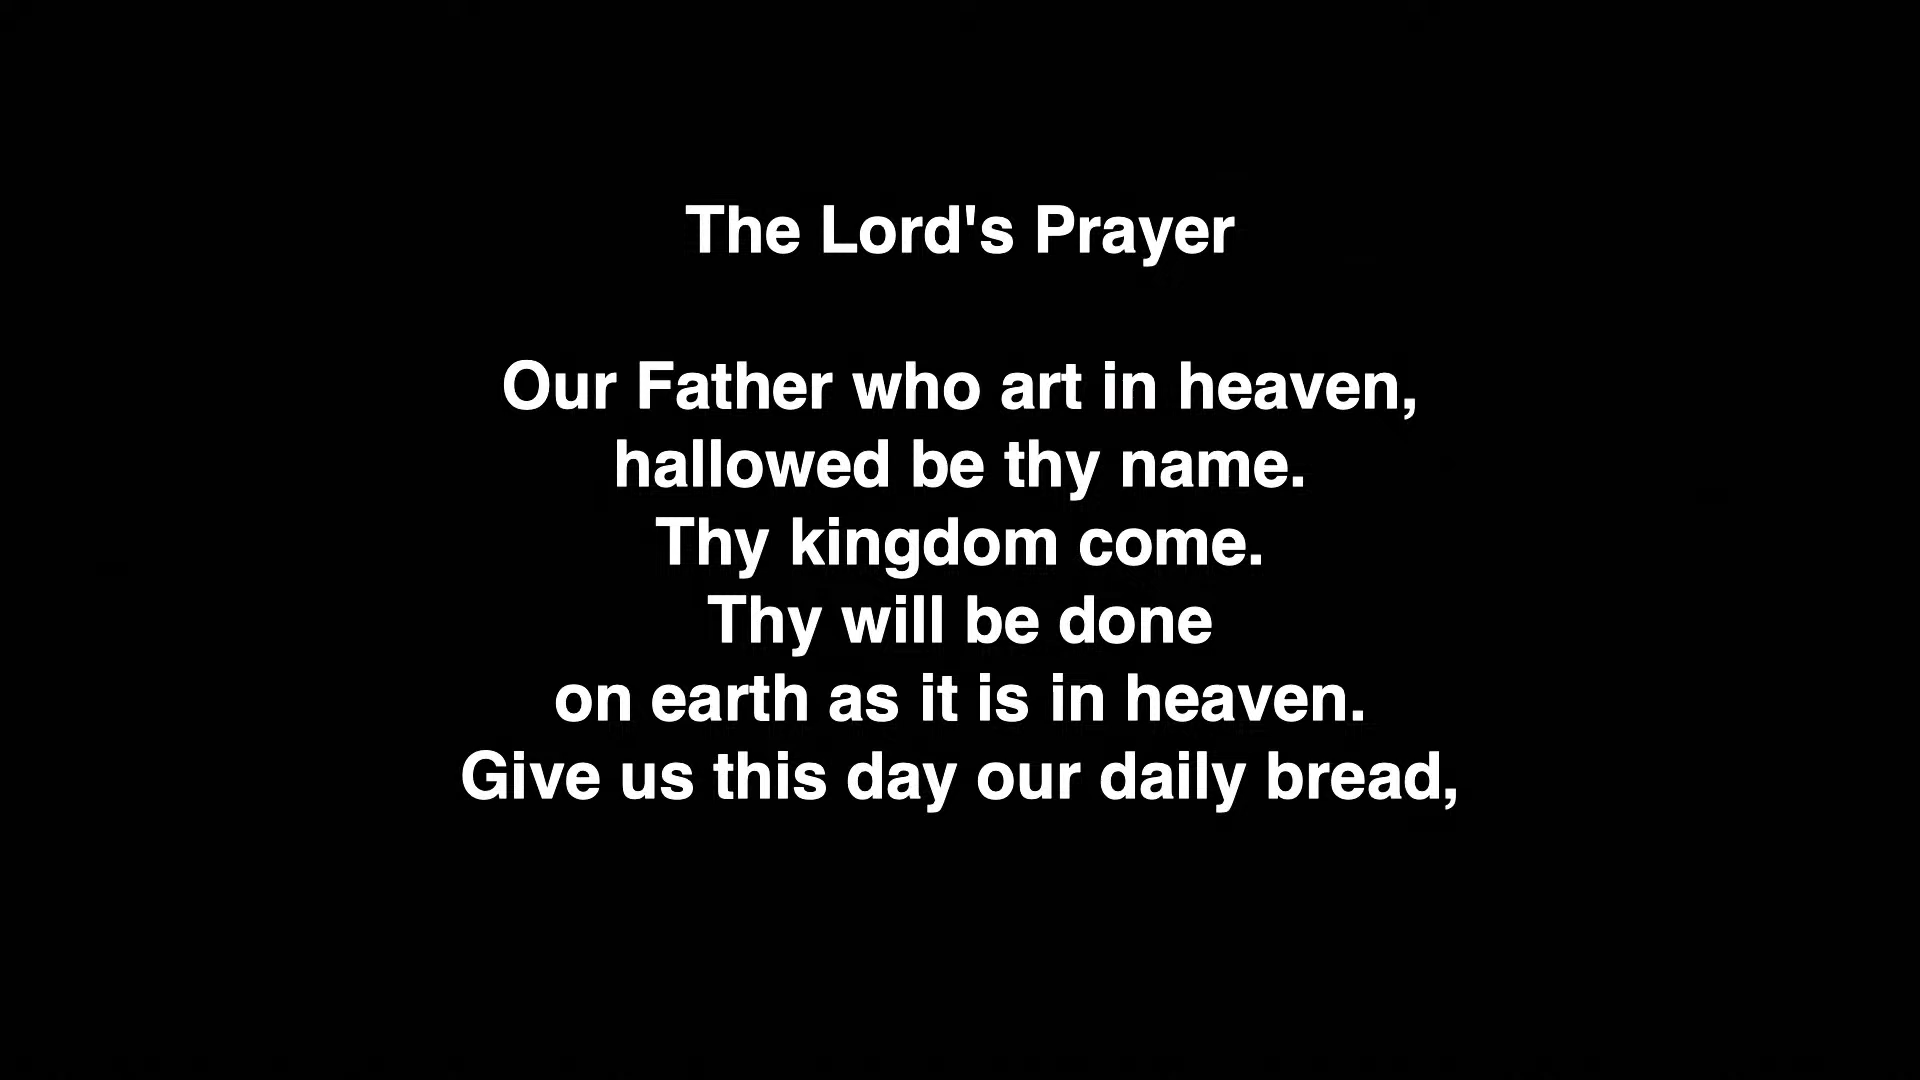 The Lord's Prayer
Our Father who art in heaven,
hallowed be thy name.
Thy kingdom come.
Thy will be done
on earth as it is in heaven.
Give us this day our daily bread,